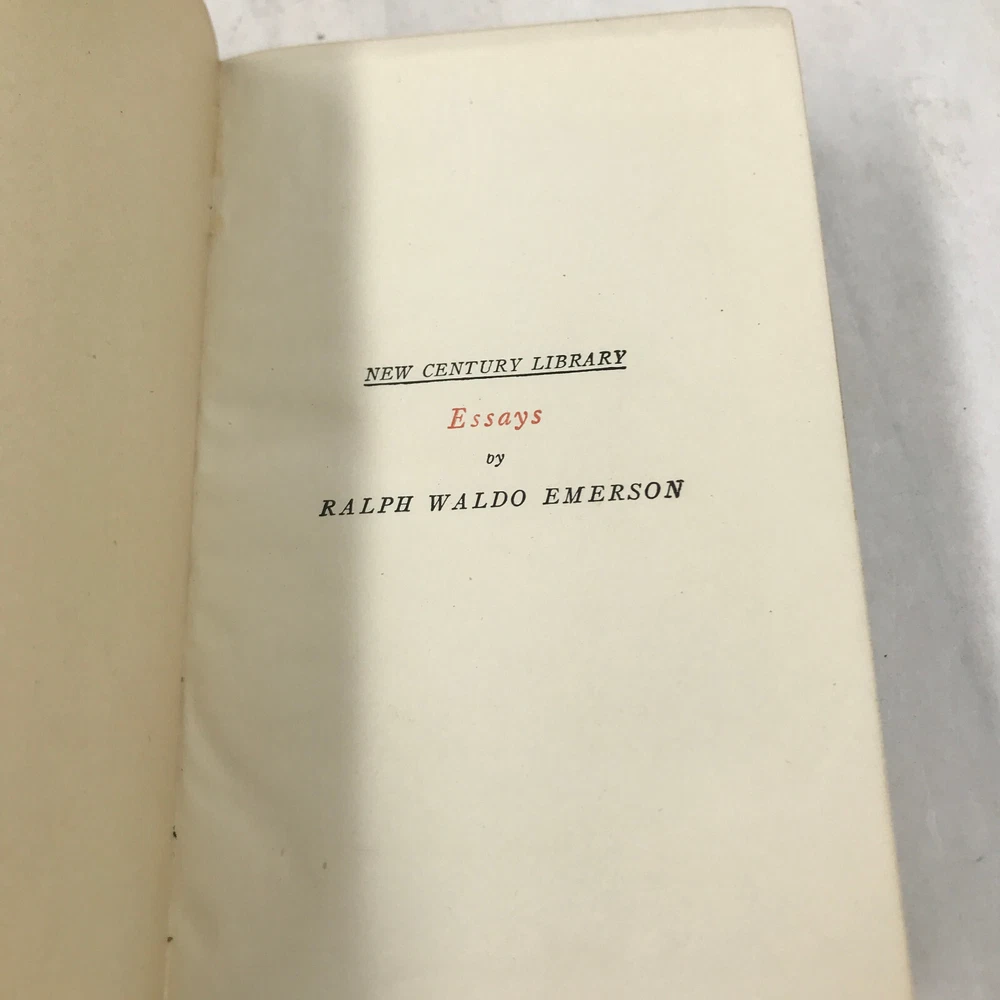 NEW CENTURY LIBRARY
Essays
by
RALPH WALDO EMERSON